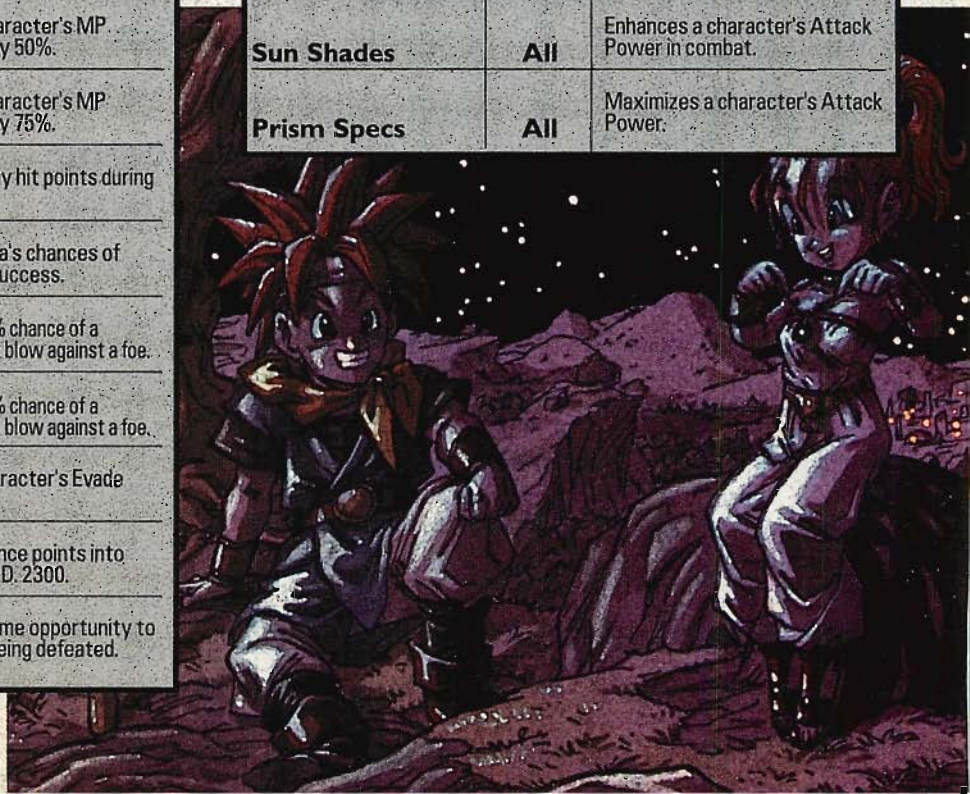 aracter's MP
y 50%.
aracter's MP
y 75%.
y hit points during
a's chances of
uccess.
% chance of a
blow against a foe.
% chance of a
blow against a foe.
racter's Evade
nce points into
D. 2300.
me opportunity to
eing defeated.
Sun Shades All Enhances a character's Attack
Power in combat.
Prism Specs All Maximizes a character's Attack
Power.